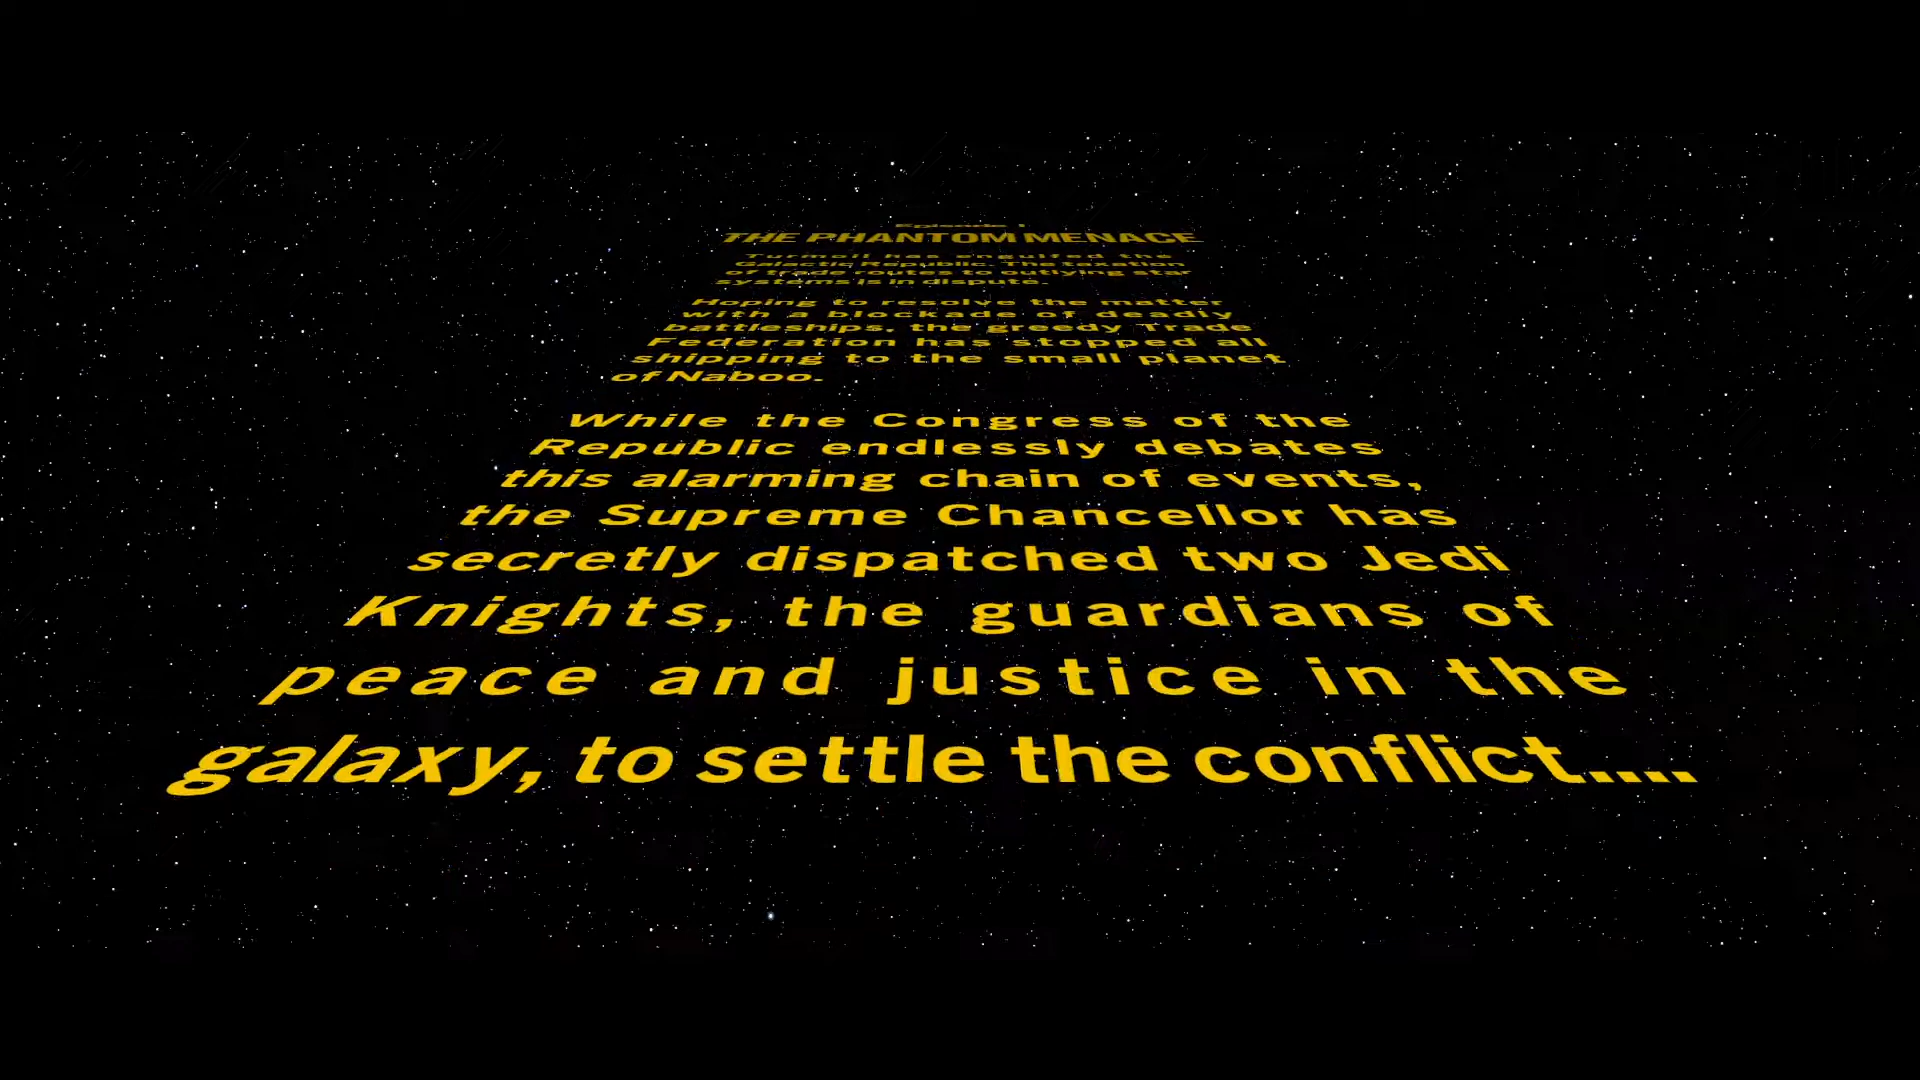 Episode I
THE PHANTOM MENACE
Turmoil has engulfed the
Galactic Republic. The taxation
of trade routes to outlying star
systems is in dispute.
Hoping to resolve the matter
with a blockade of deadly
battleships, the greedy Trade
Federation has stopped all
shipping to the small planet
of Naboo.
While the Congress of the
Republic endlessly debates
this alarming chain of events,
the Supreme Chancellor has
secretly dispatched two Jedi
Knights, the guardians of
peace and justice in the
galaxy, to settle the conflict....